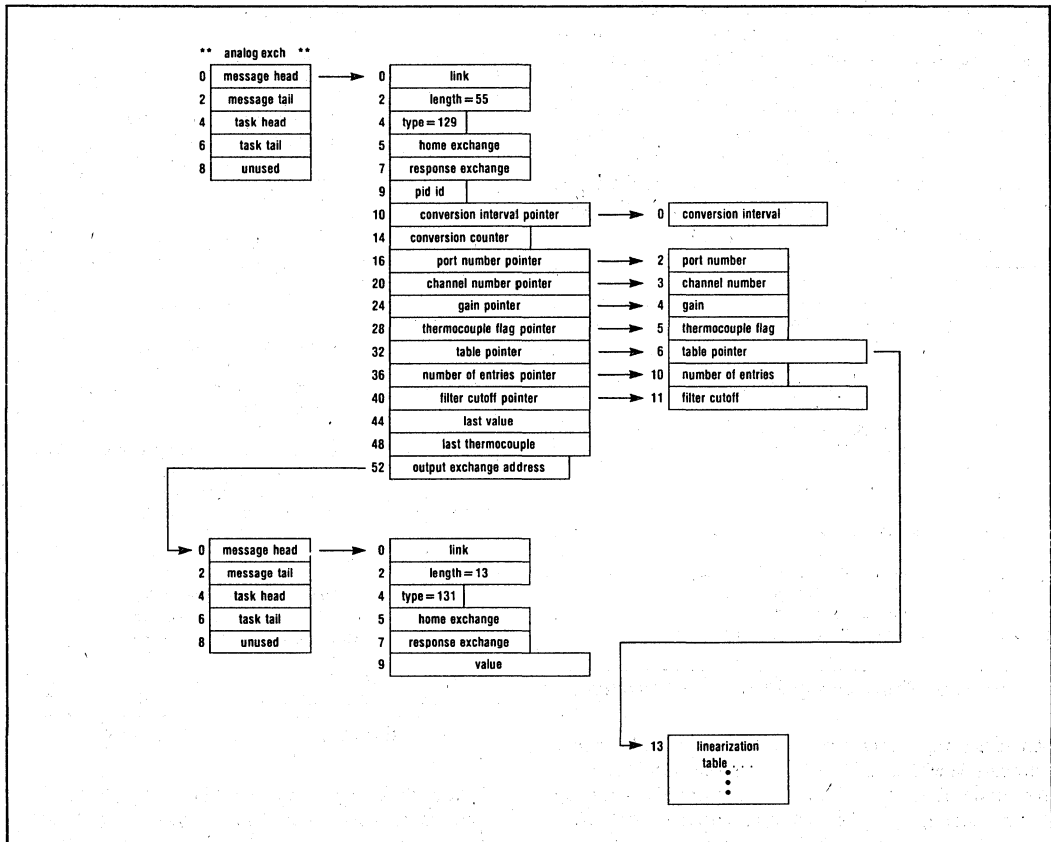 ** analog exch **
0 message head 0 link
2 message tail 2 length = 55
4 task head 4 type = 129
6 task tail 5 home exchange
8 unused 7 response exchange
9 pid id
10 conversion interval pointer 0 conversion interval
14 conversion counter
16 port number pointer 2 port number
20 channel number pointer 3 channel number
24 gain pointer 4 gain
28 thermocouple flag pointer 5 thermocouple flag
32 table pointer 6 table pointer
36 number of entries pointer 10 number of entries
40 filter cutoff pointer 11 filter cutoff
44 last value
48 last thermocouple
52 output exchange address
0 message head 0 link
2 message tail 2 length = 13
4 task head 4 type = 131
6 task tail 5 home exchange
8 unused 7 response exchange
9 value
13 linearization
table . . .